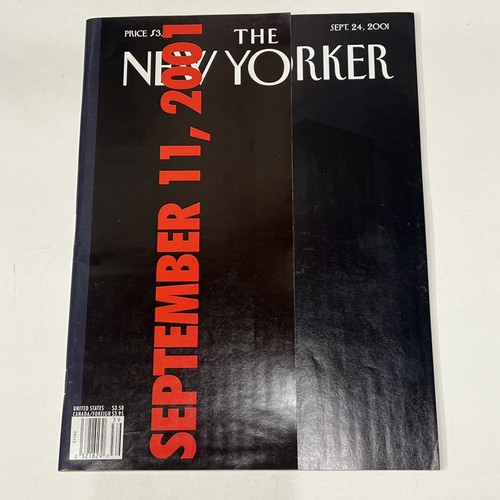 PRICE $3.
THE
SEPT. 24, 2001
NEW YORKER
SEPTEMBER 11, 2001
UNITED STATES $3.50
CANADA/FOREIGN $3.95
39